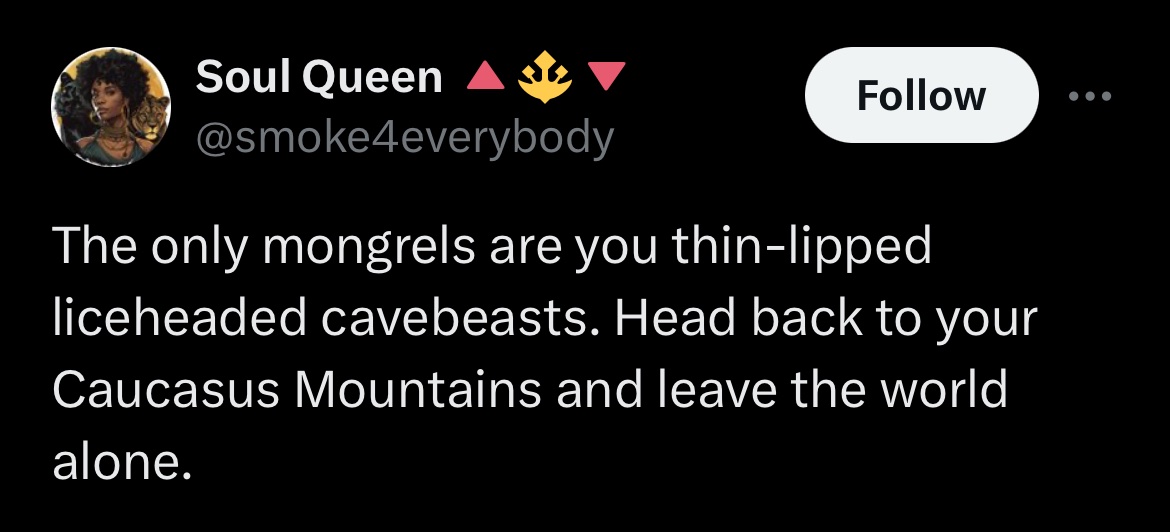 Soul Queen 🔺🔱🔻
@smoke4everybody
Follow
The only mongrels are you thin-lipped
liceheaded cavebeasts. Head back to your
Caucasus Mountains and leave the world
alone.